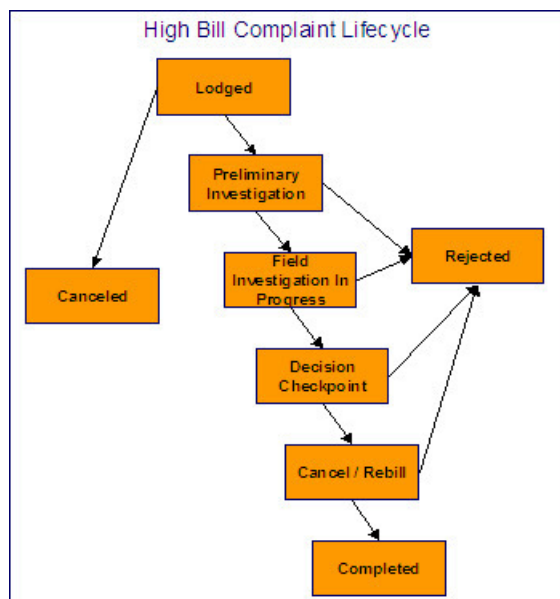 High Bill Complaint Lifecycle
Lodged
Preliminary
Investigation
Rejected
Field
Investigation In
Progress
Canceled
Decision
Checkpoint
Cancel / Rebill
Completed